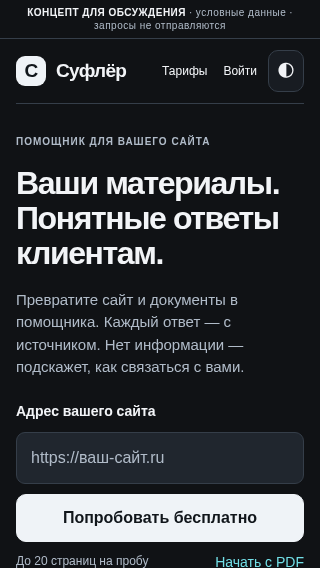 КОНЦЕПТ ДЛЯ ОБСУЖДЕНИЯ · условные данные ·
запросы не отправляются
С Суфлёр Тарифы Войти
ПОМОЩНИК ДЛЯ ВАШЕГО САЙТА
Ваши материалы.
Понятные ответы
клиентам.
Превратите сайт и документы в
помощника. Каждый ответ — с
источником. Нет информации —
подскажет, как связаться с вами.
Адрес вашего сайта
https://ваш-сайт.ru
Попробовать бесплатно
До 20 страниц на пробу Начать с PDF